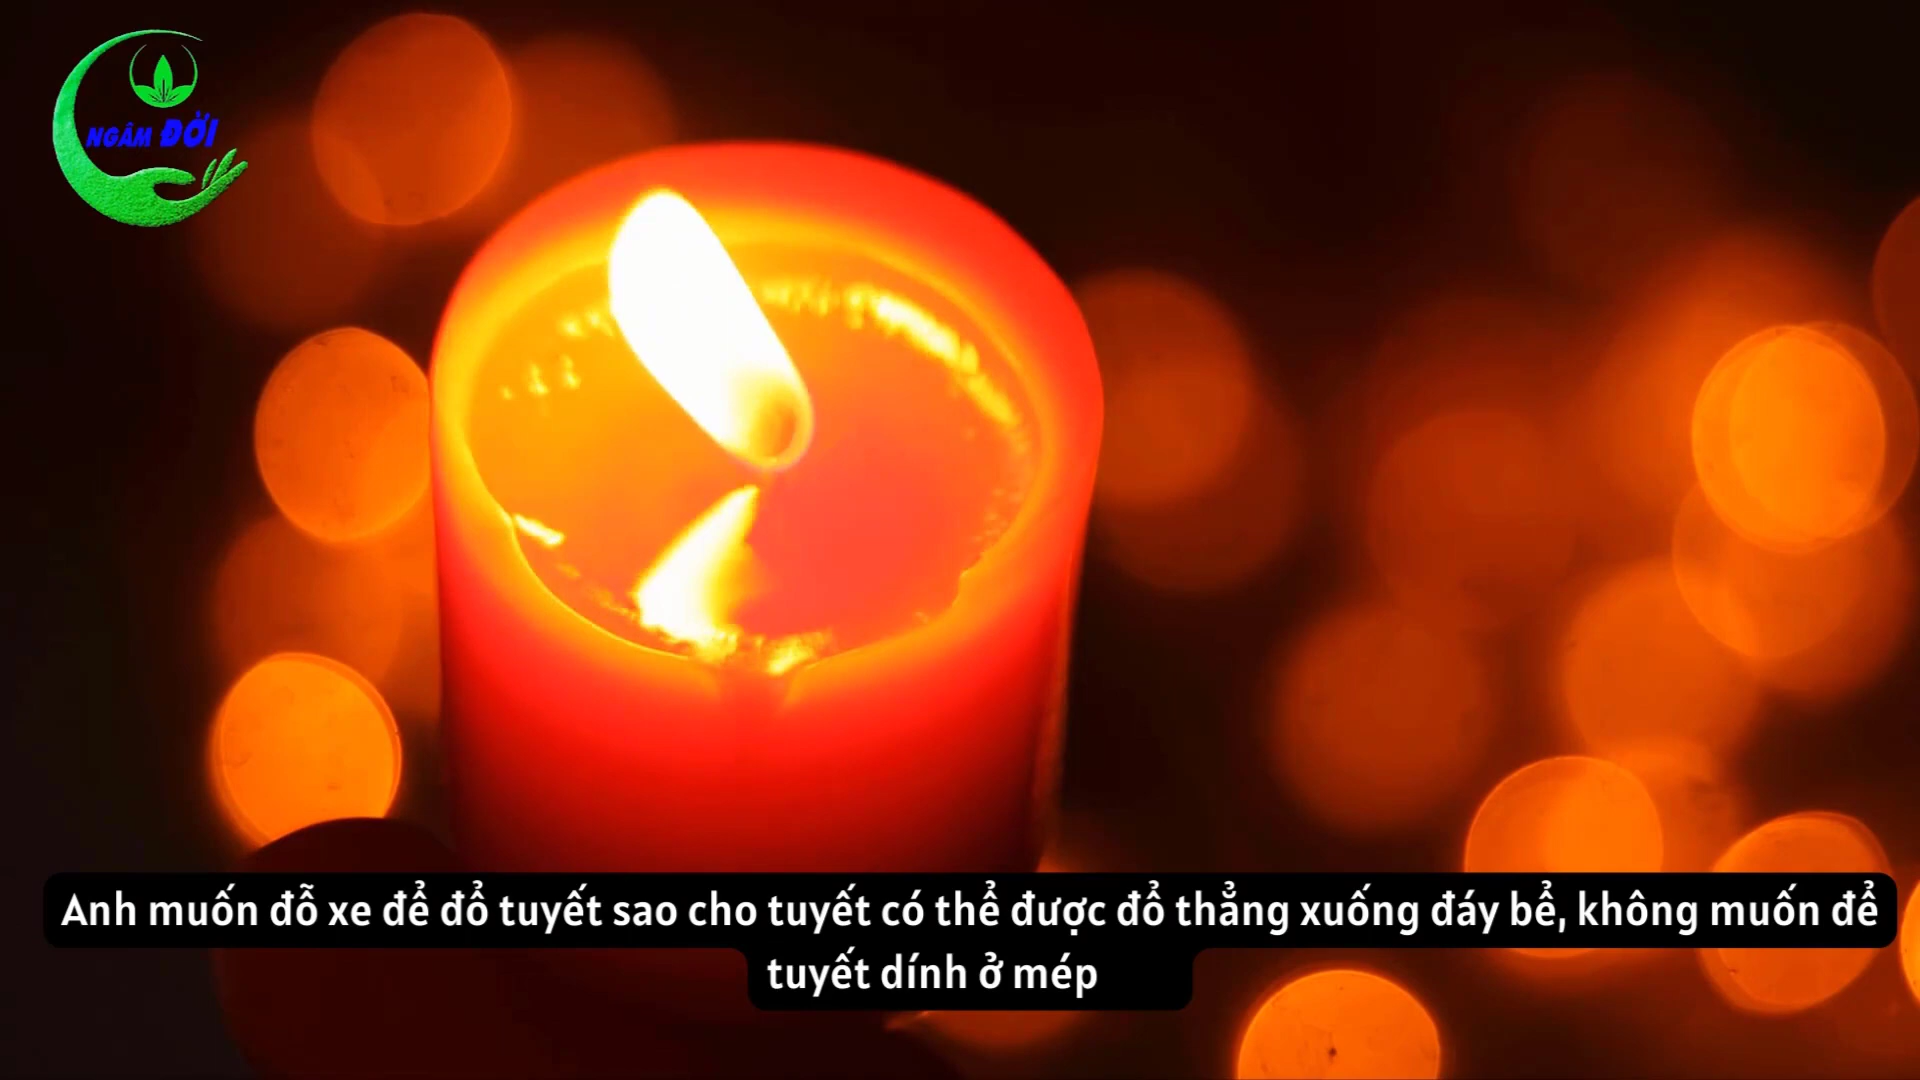 NGÂM ĐỜI
Anh muốn đỗ xe để đổ tuyết sao cho tuyết có thể được đổ thẳng xuống đáy bể, không muốn để
tuyết dính ở mép